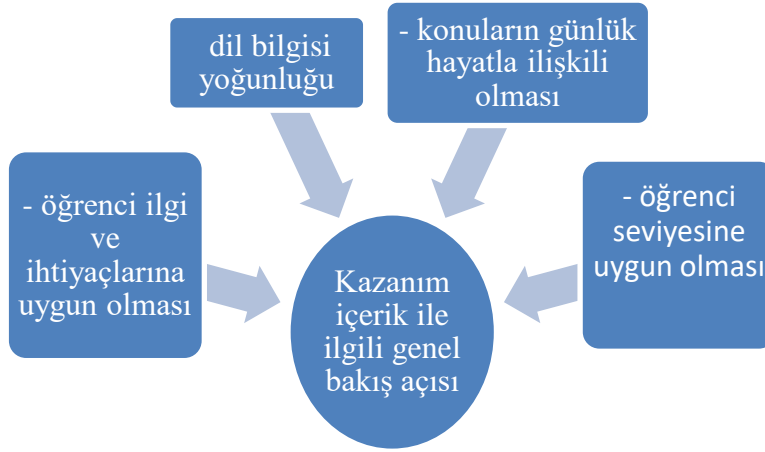 dil bilgisi
yoğunluğu
- konuların günlük
hayatla ilişkili
olması
- öğrenci ilgi
ve
ihtiyaçlarına
uygun olması
- öğrenci
seviyesine
uygun olması
Kazanım
içerik ile
ilgili genel
bakış açısı